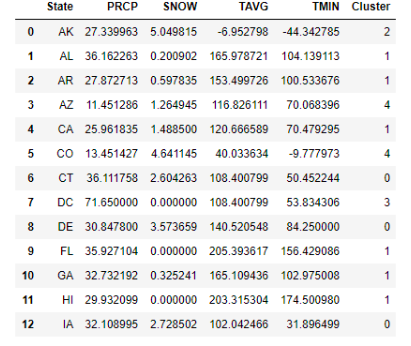 State PRCP SNOW TAVG TMIN Cluster
0 AK 27.339963 5.049815 -6.952798 -44.342785 2
1 AL 36.162263 0.200902 165.978721 104.139113 1
2 AR 27.872713 0.597835 153.499726 100.533676 1
3 AZ 11.451286 1.264945 116.826111 70.068396 4
4 CA 25.961835 1.488500 120.666589 70.479295 1
5 CO 13.451427 4.641145 40.033634 -9.777973 4
6 CT 36.111758 2.604263 108.400799 50.452244 0
7 DC 71.650000 0.000000 108.400799 53.834306 3
8 DE 30.847800 3.573659 140.520548 84.250000 0
9 FL 35.927104 0.000000 205.393617 156.429086 1
10 GA 32.732192 0.325241 165.109436 102.975008 1
11 HI 29.932099 0.000000 203.315304 174.500980 1
12 IA 32.108995 2.728502 102.042466 31.896499 0